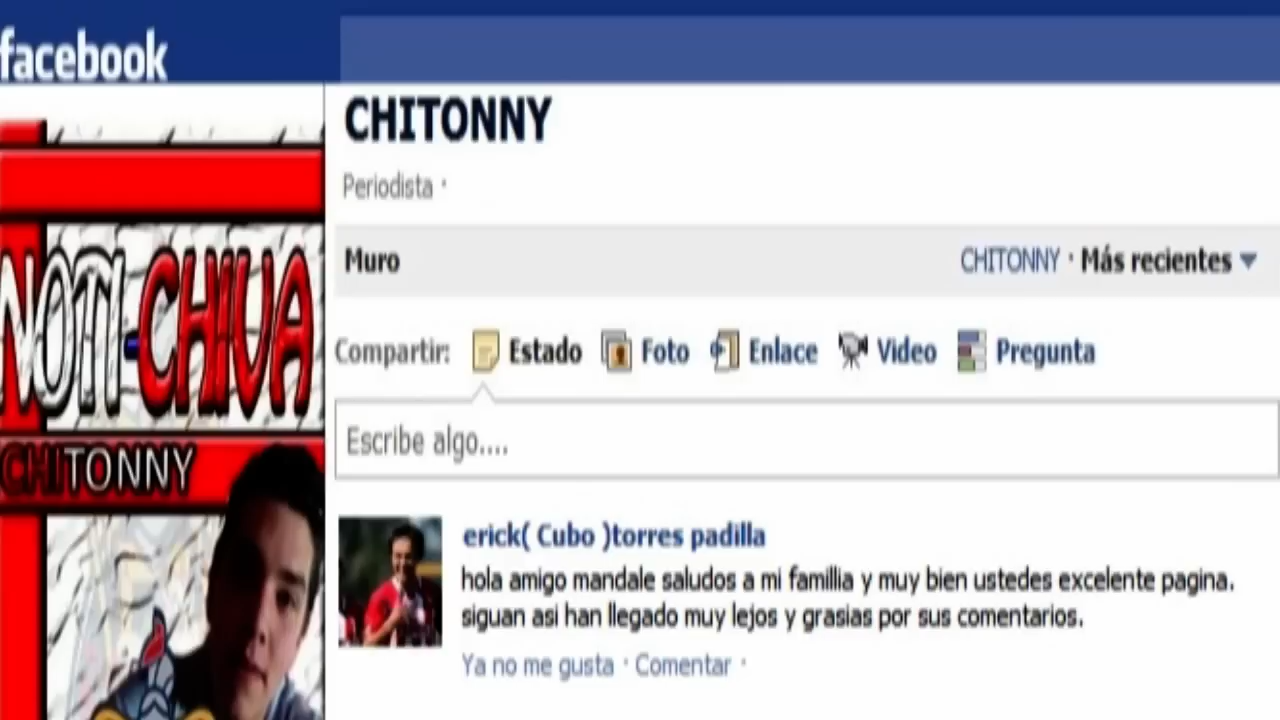 facebook
CHITONNY
Periodista ·
Muro
CHITONNY · Más recientes
Compartir: Estado Foto Enlace Video Pregunta
Escribe algo....
NOTI-CHIVA
CHITONNY
erick( Cubo )torres padilla
hola amigo mandale saludos a mi famillia y muy bien ustedes excelente pagina.
siguan asi han llegado muy lejos y grasias por sus comentarios.
Ya no me gusta · Comentar ·